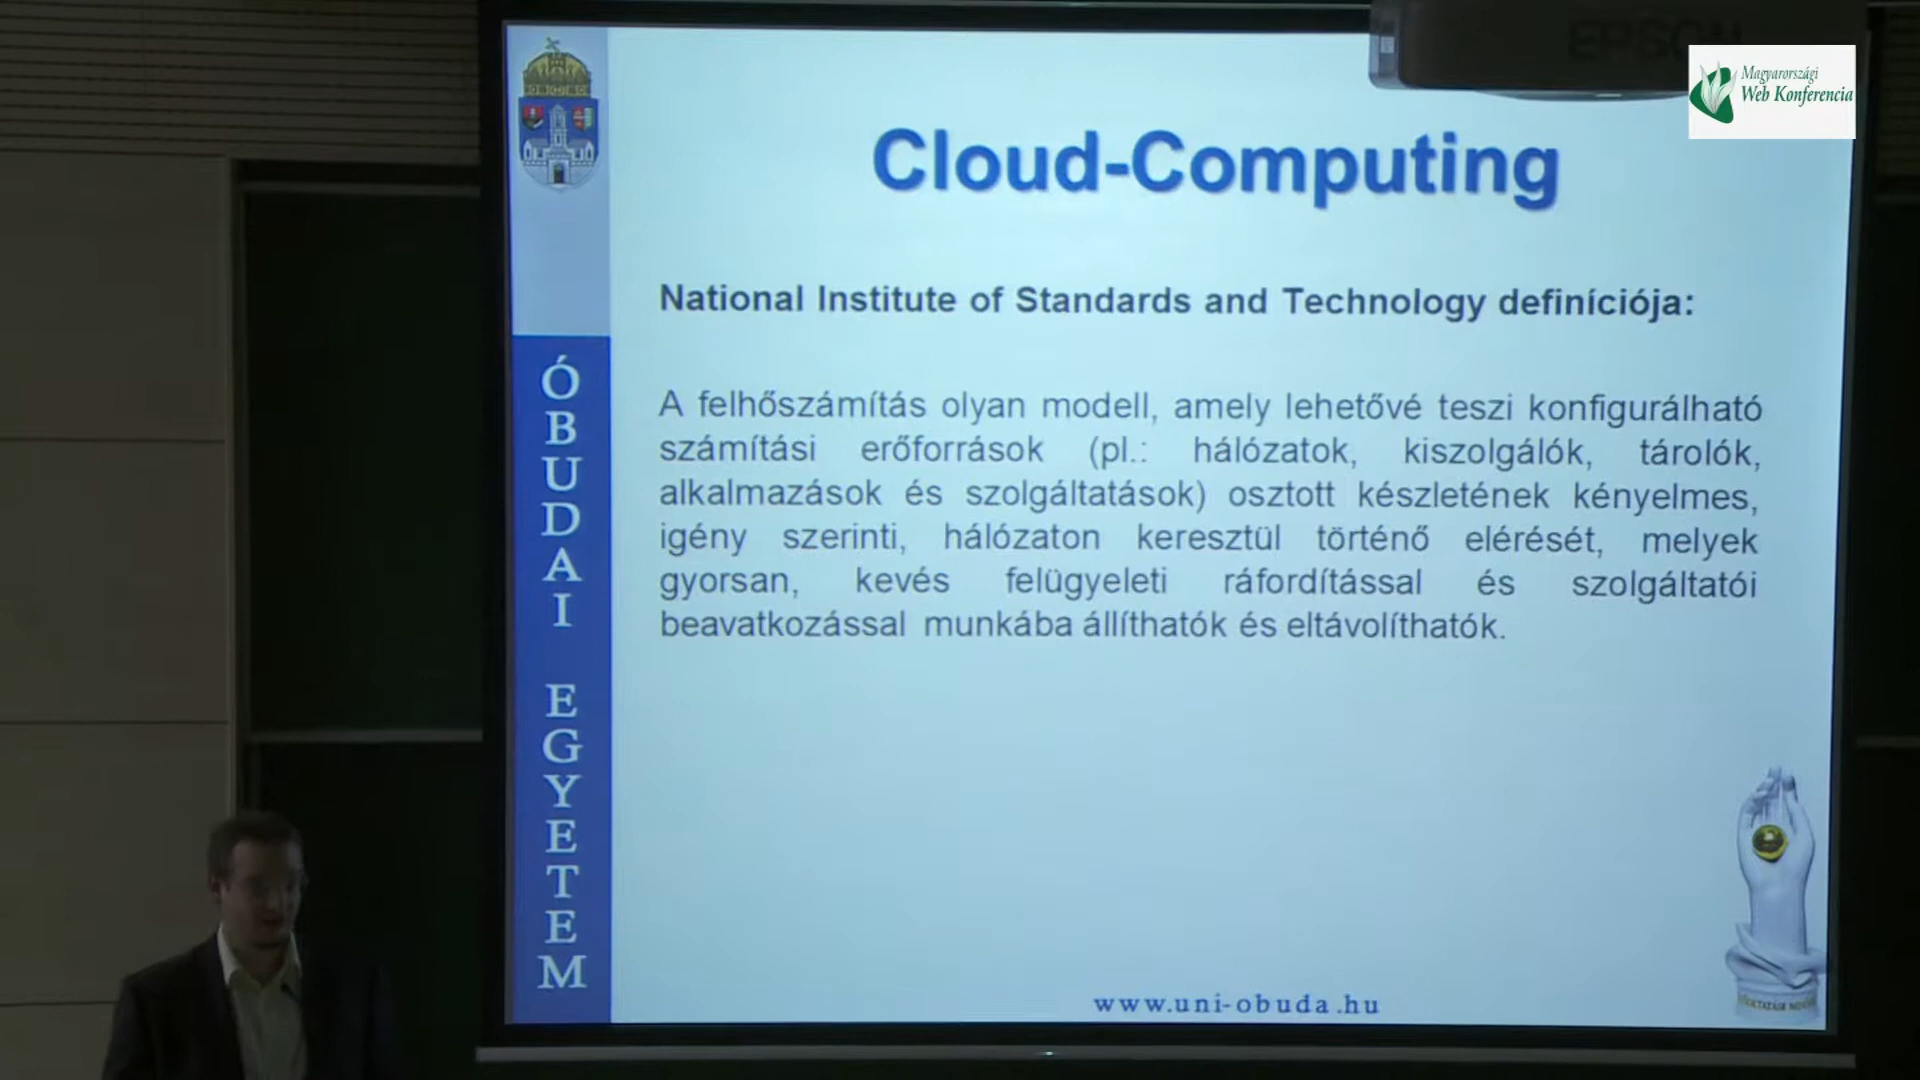 EPSON
Magyarországi
Web Konferencia
Cloud-Computing
National Institute of Standards and Technology definíciója:
A felhőszámítás olyan modell, amely lehetővé teszi konfigurálható
számítási erőforrások (pl.: hálózatok, kiszolgálók, tárolók,
alkalmazások és szolgáltatások) osztott készletének kényelmes,
igény szerinti, hálózaton keresztül történő elérését, melyek
gyorsan, kevés felügyeleti ráfordítással és szolgáltatói
beavatkozással munkába állíthatók és eltávolíthatók.
ÓBUDAI EGYETEM
www.uni-obuda.hu